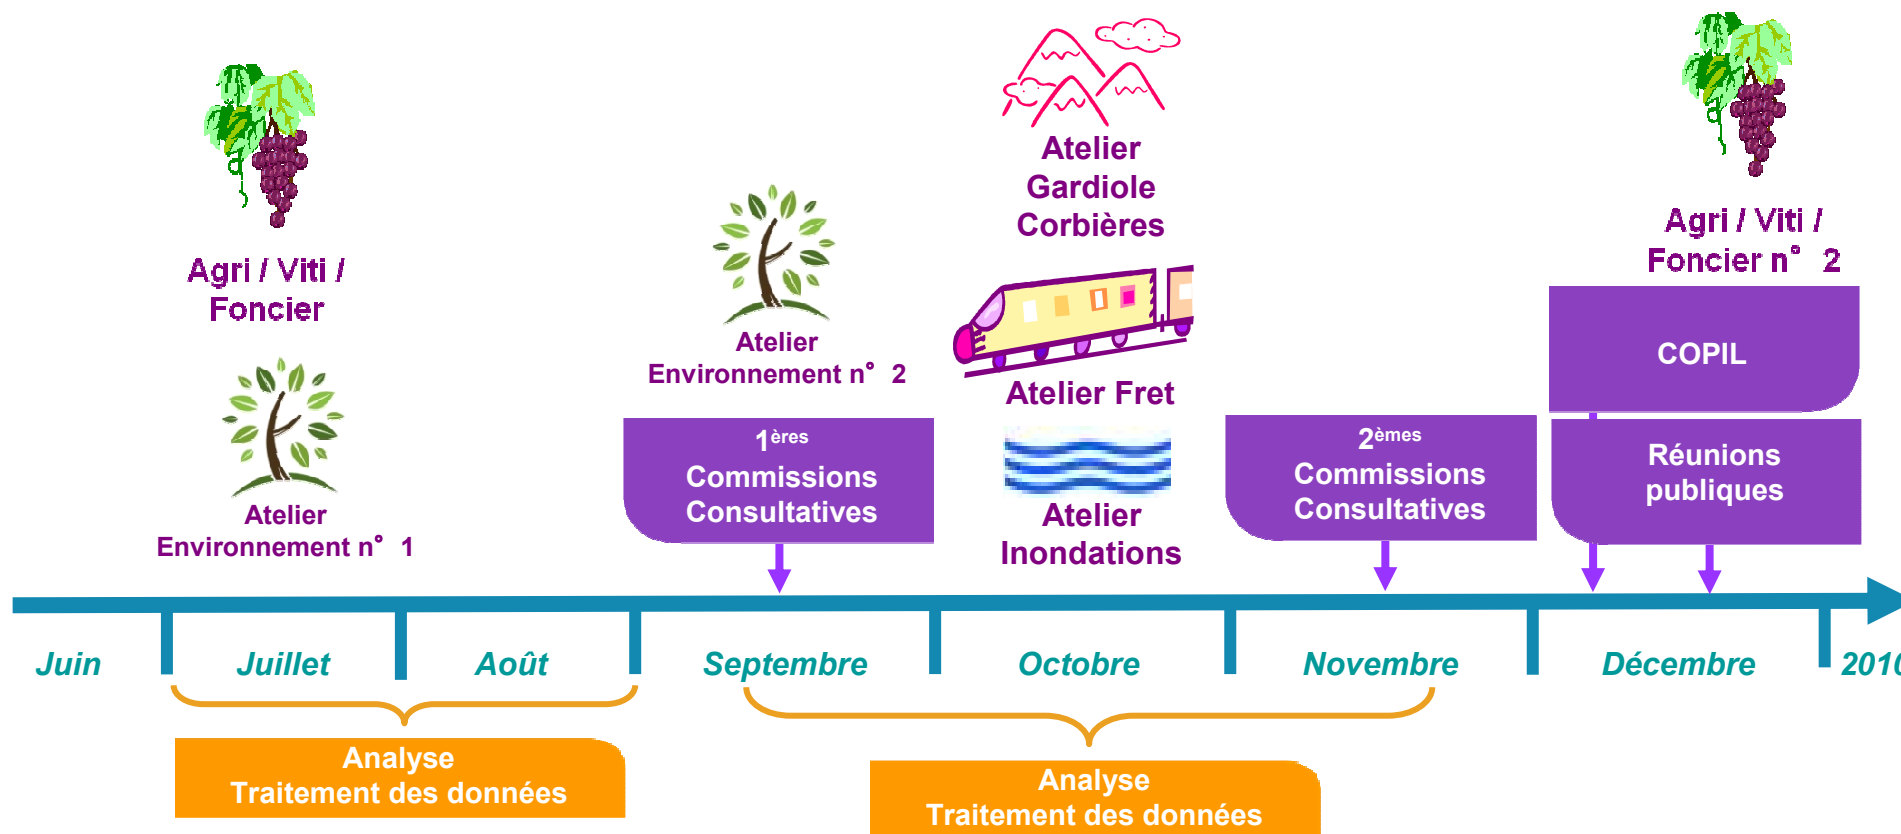 Agri / Viti /
Foncier
Atelier
Environnement n° 1
Atelier
Environnement n° 2
1ères
Commissions
Consultatives
Atelier
Gardiole
Corbières
Atelier Fret
Atelier
Inondations
2èmes
Commissions
Consultatives
Agri / Viti /
Foncier n° 2
COPIL
Réunions
publiques
Juin
Juillet
Août
Septembre
Octobre
Novembre
Décembre
2010
Analyse
Traitement des données
Analyse
Traitement des données